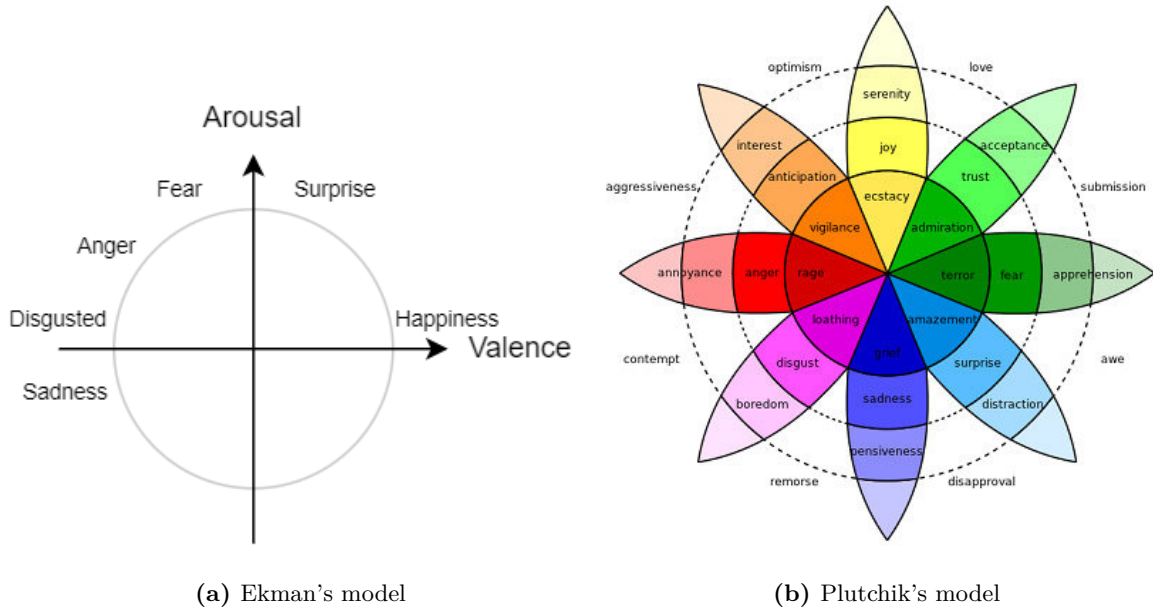 Arousal
Fear
Surprise
Anger
Disgusted
Happiness
Valence
Sadness
optimism
love
serenity
interest
acceptance
joy
anticipation
trust
aggressiveness
submission
ecstacy
vigilance
admiration
annoyance
anger
rage
terror
fear
apprehension
loathing
amazement
grief
contempt
disgust
surprise
awe
boredom
sadness
distraction
pensiveness
remorse
disapproval
(a) Ekman's model
(b) Plutchik's model